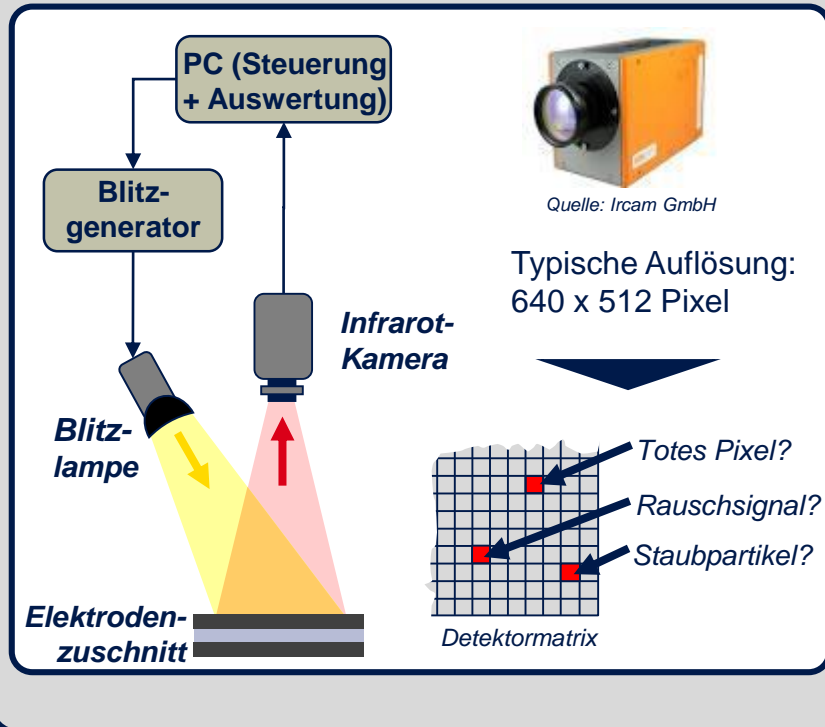 PC (Steuerung
+ Auswertung)
Blitz-
generator
Infrarot-
Kamera
Blitz-
lampe
Elektroden-
zuschnitt
Quelle: Ircam GmbH
Typische Auflösung:
640 x 512 Pixel
Totes Pixel?
Rauschsignal?
Staubpartikel?
Detektormatrix